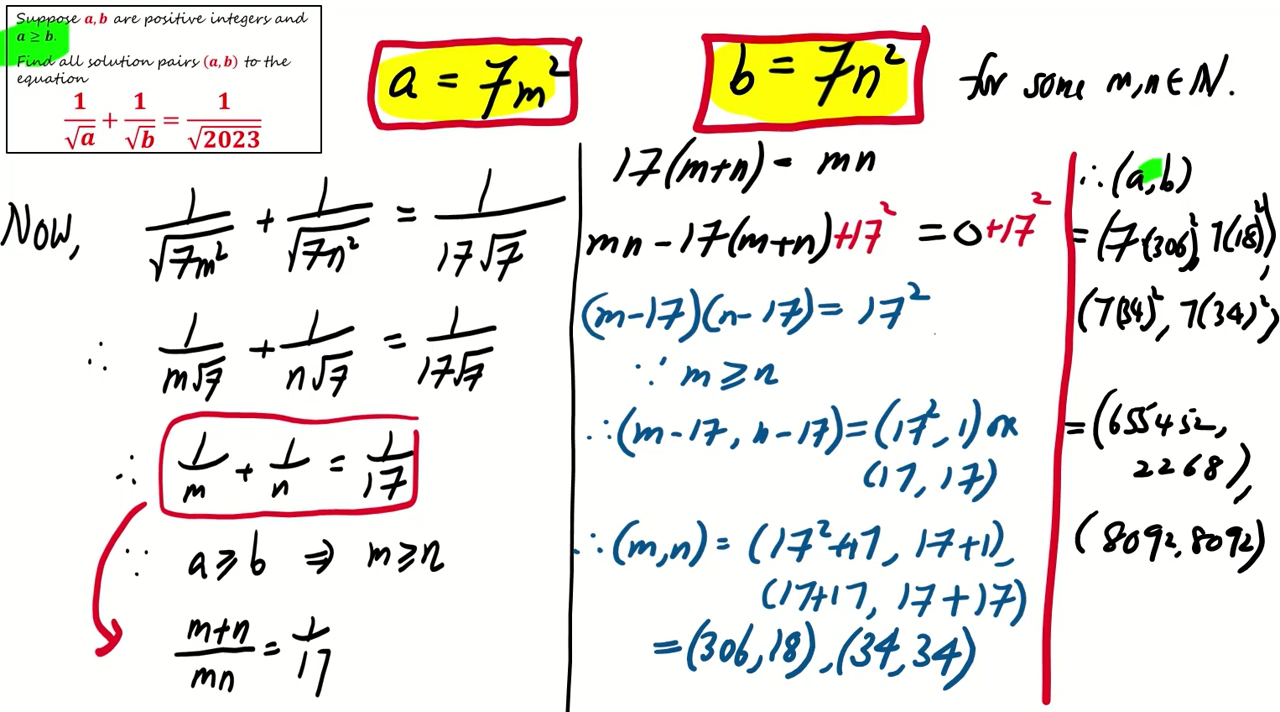 Suppose a,b are positive integers and
a ≥ b.
Find all solution pairs (a,b) to the
equation
1/√a + 1/√b = 1/√2023
a = 7m²
b = 7n²
for some m,n ∈ N.
Now, 1/√7m² + 1/√7n² = 1/17√7
∴ 1/m√7 + 1/n√7 = 1/17√7
∴ 1/m + 1/n = 1/17
∵ a ≥ b ⇒ m ≥ n
m+n/mn = 1/17
17(m+n) = mn
mn - 17(m+n) +17² = 0 +17²
(m-17)(n-17) = 17²
∵ m ≥ n
∴ (m-17, n-17) = (17², 1) or
(17, 17)
∴ (m,n) = (17²+17, 17+1),
(17+17, 17+17)
= (306,18), (34,34)
∴ (a,b)
= (7(306)², 7(18)²),
(7(34)², 7(34)²)
= (655452,
2268),
(8092,8092)